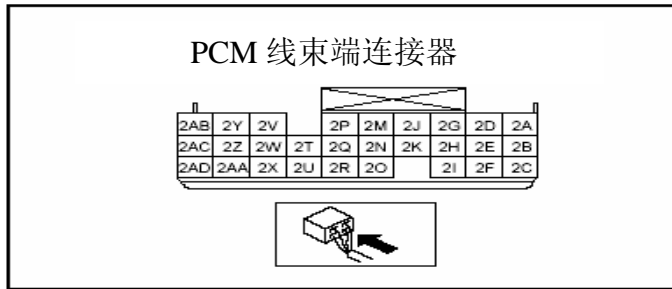 PCM 线束端连接器
2AB 2Y 2V 2P 2M 2J 2G 2D 2A
2AC 2Z 2W 2T 2Q 2N 2K 2H 2E 2B
2AD 2AA 2X 2U 2R 2O 2I 2F 2C